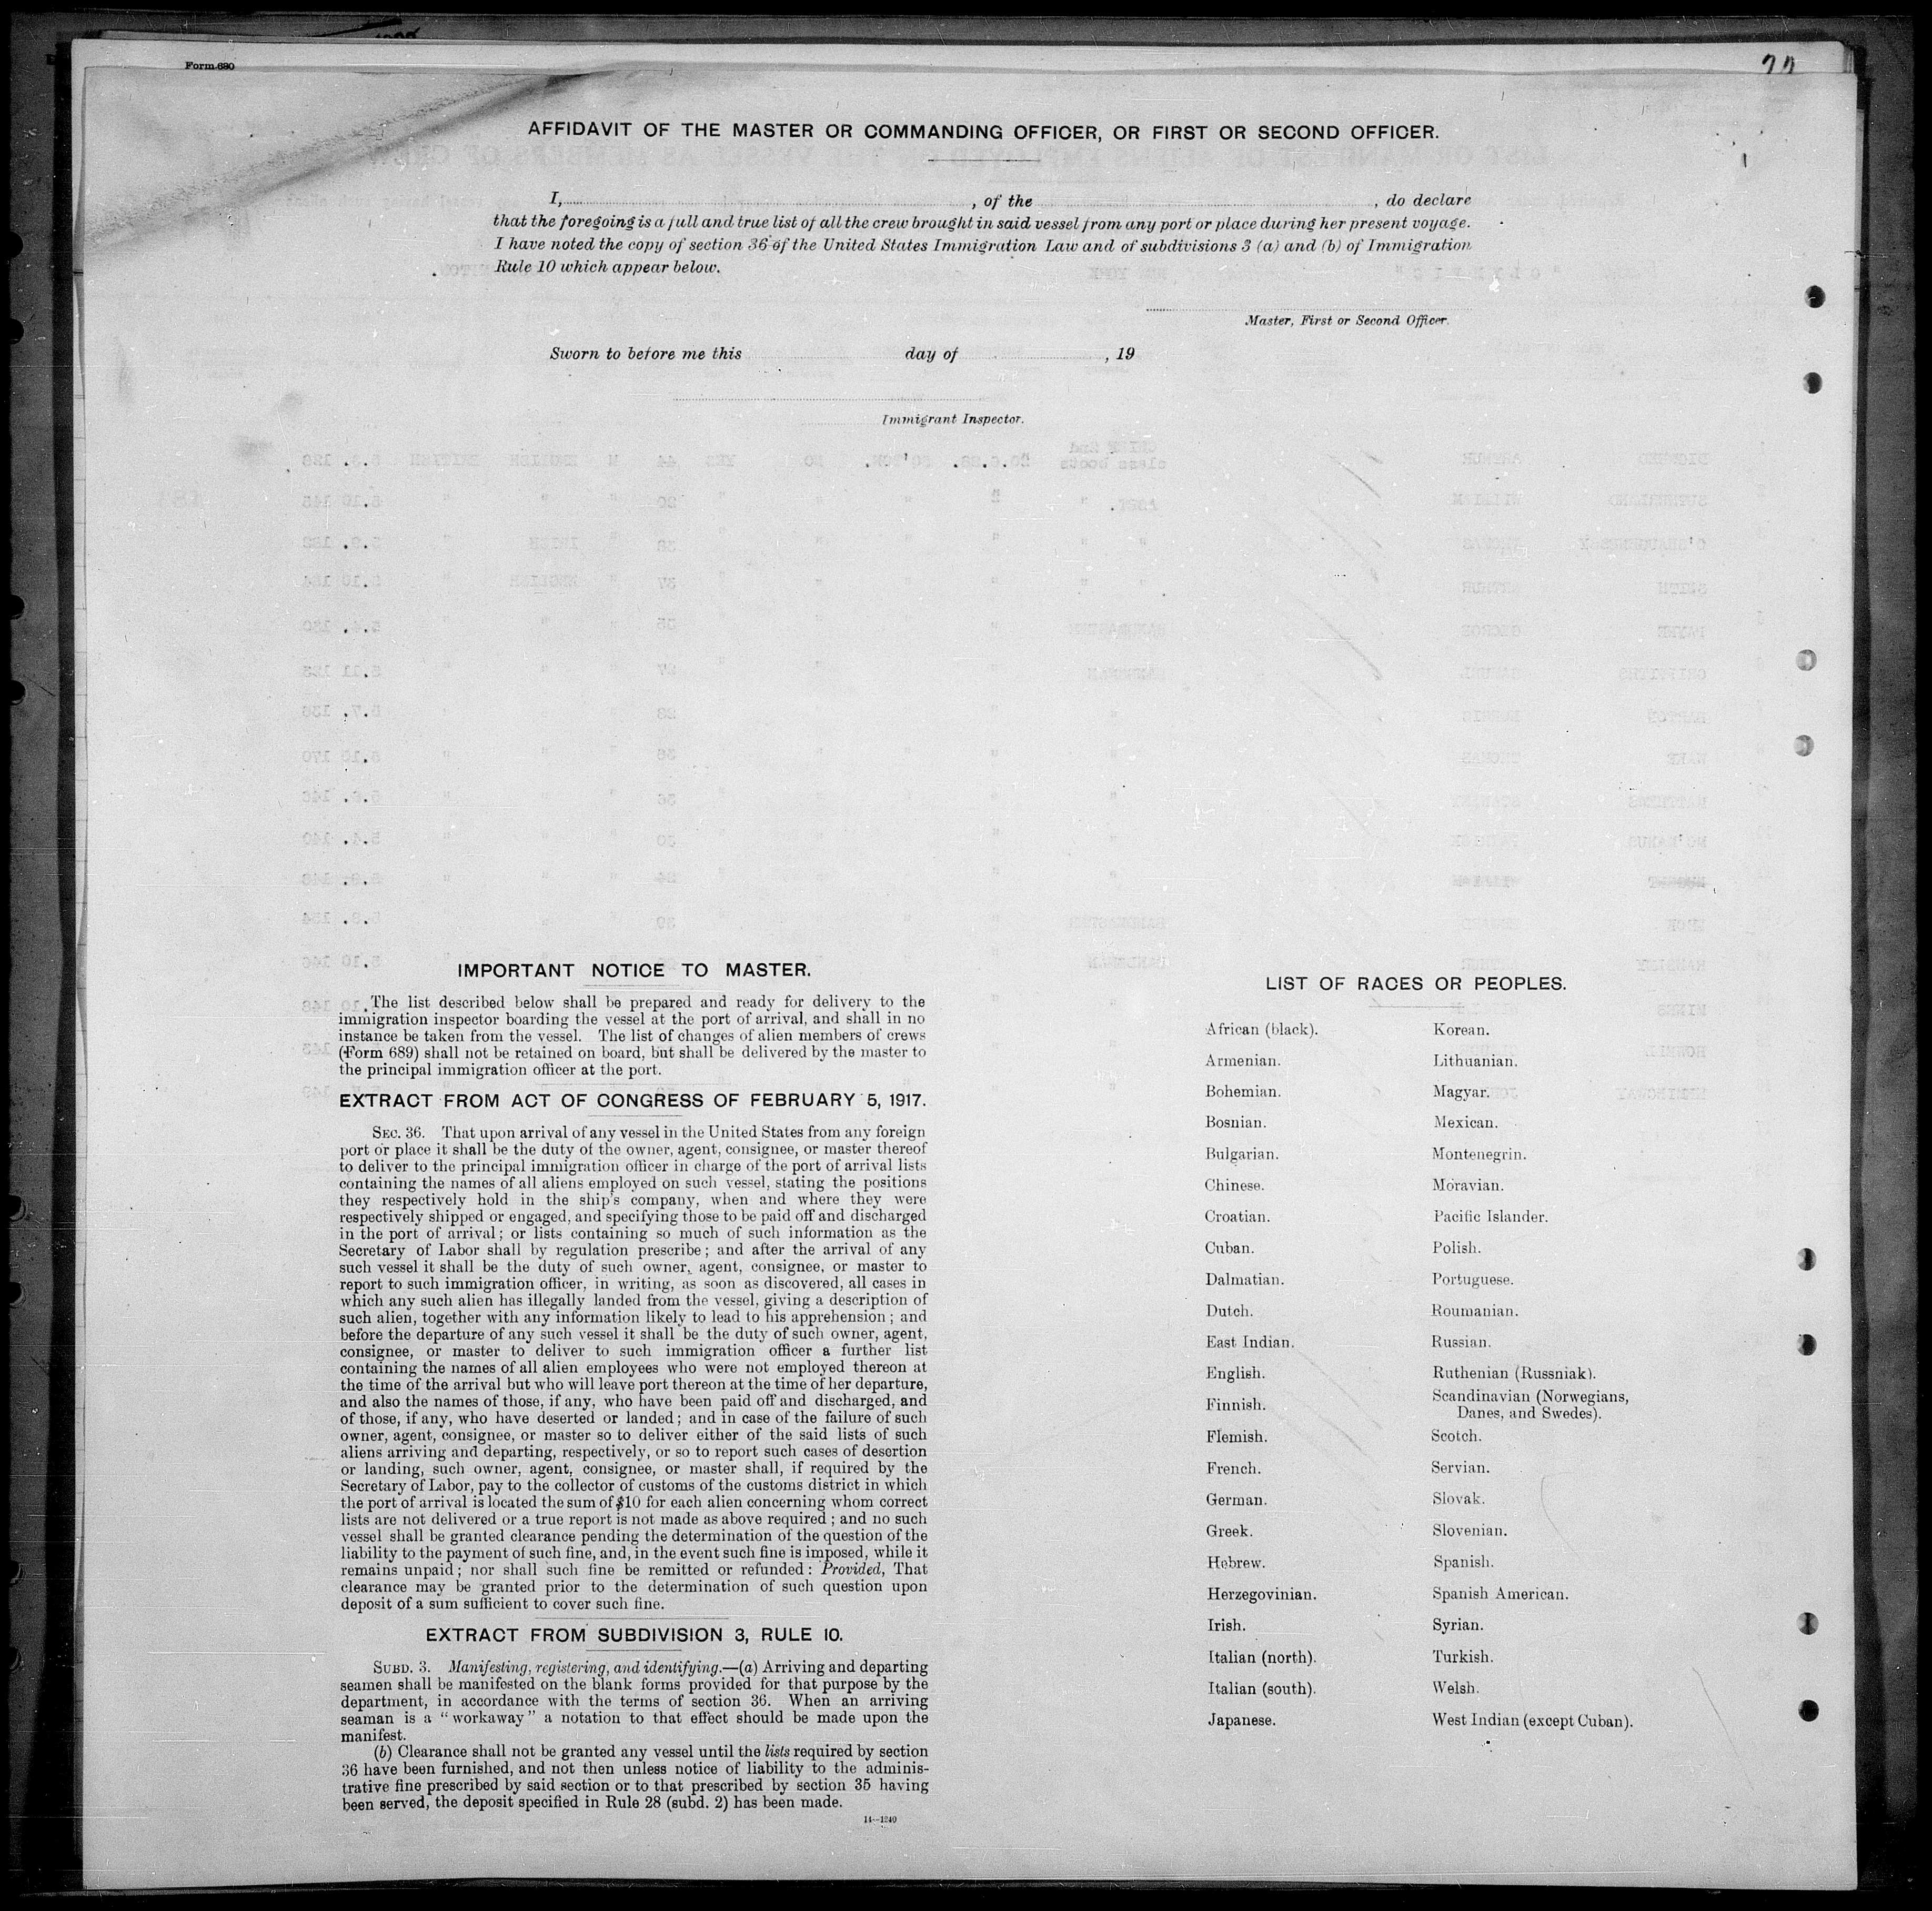 Form 680
AFFIDAVIT OF THE MASTER OR COMMANDING OFFICER, OR FIRST OR SECOND OFFICER.
I, , of the , do declare
that the foregoing is a full and true list of all the crew brought in said vessel from any port or place during her present voyage.
I have noted the copy of section 36 of the United States Immigration Law and of subdivisions 3 (a) and (b) of Immigration
Rule 10 which appear below.
Master, First or Second Officer.
Sworn to before me this day of , 19
Immigrant Inspector.
IMPORTANT NOTICE TO MASTER.
The list described below shall be prepared and ready for delivery to the
immigration inspector boarding the vessel at the port of arrival, and shall in no
instance be taken from the vessel. The list of changes of alien members of crews
(Form 689) shall not be retained on board, but shall be delivered by the master to
the principal immigration officer at the port.
EXTRACT FROM ACT OF CONGRESS OF FEBRUARY 5, 1917.
SEC. 36. That upon arrival of any vessel in the United States from any foreign
port or place it shall be the duty of the owner, agent, consignee, or master thereof
to deliver to the principal immigration officer in charge of the port of arrival lists
containing the names of all aliens employed on such vessel, stating the positions
they respectively hold in the ship's company, when and where they were
respectively shipped or engaged, and specifying those to be paid off and discharged
in the port of arrival; or lists containing so much of such information as the
Secretary of Labor shall by regulation prescribe; and after the arrival of any
such vessel it shall be the duty of such owner, agent, consignee, or master to
report to such immigration officer, in writing, as soon as discovered, all cases in
which any such alien has illegally landed from the vessel, giving a description of
such alien, together with any information likely to lead to his apprehension; and
before the departure of any such vessel it shall be the duty of such owner, agent,
consignee, or master to deliver to such immigration officer a further list
containing the names of all alien employees who were not employed thereon at
the time of the arrival but who will leave port thereon at the time of her departure,
and also the names of those, if any, who have been paid off and discharged, and
of those, if any, who have deserted or landed; and in case of the failure of such
owner, agent, consignee, or master so to deliver either of the said lists of such
aliens arriving and departing, respectively, or so to report such cases of desertion
or landing, such owner, agent, consignee, or master shall, if required by the
Secretary of Labor, pay to the collector of customs of the customs district in which
the port of arrival is located the sum of $10 for each alien concerning whom correct
lists are not delivered or a true report is not made as above required; and no such
vessel shall be granted clearance pending the determination of the question of the
liability to the payment of such fine, and, in the event such fine is imposed, while it
remains unpaid; nor shall such fine be remitted or refunded: Provided, That
clearance may be granted prior to the determination of such question upon
deposit of a sum sufficient to cover such fine.
EXTRACT FROM SUBDIVISION 3, RULE 10.
SUBD. 3. Manifesting, registering, and identifying.—(a) Arriving and departing
seamen shall be manifested on the blank forms provided for that purpose by the
department, in accordance with the terms of section 36. When an arriving
seaman is a "workaway" a notation to that effect should be made upon the
manifest.
(b) Clearance shall not be granted any vessel until the lists required by section
36 have been furnished, and not then unless notice of liability to the adminis-
trative fine prescribed by said section or to that prescribed by section 35 having
been served, the deposit specified in Rule 28 (subd. 2) has been made.
14—1240
LIST OF RACES OR PEOPLES.
African (black).
Armenian.
Bohemian.
Bosnian.
Bulgarian.
Chinese.
Croatian.
Cuban.
Dalmatian.
Dutch.
East Indian.
English.
Finnish.
Flemish.
French.
German.
Greek.
Hebrew.
Herzegovinian.
Irish.
Italian (north).
Italian (south).
Japanese.
Korean.
Lithuanian.
Magyar.
Mexican.
Montenegrin.
Moravian.
Pacific Islander.
Polish.
Portuguese.
Roumanian.
Russian.
Ruthenian (Russniak).
Scandinavian (Norwegians,
Danes, and Swedes).
Scotch.
Servian.
Slovak.
Slovenian.
Spanish.
Spanish American.
Syrian.
Turkish.
Welsh.
West Indian (except Cuban).